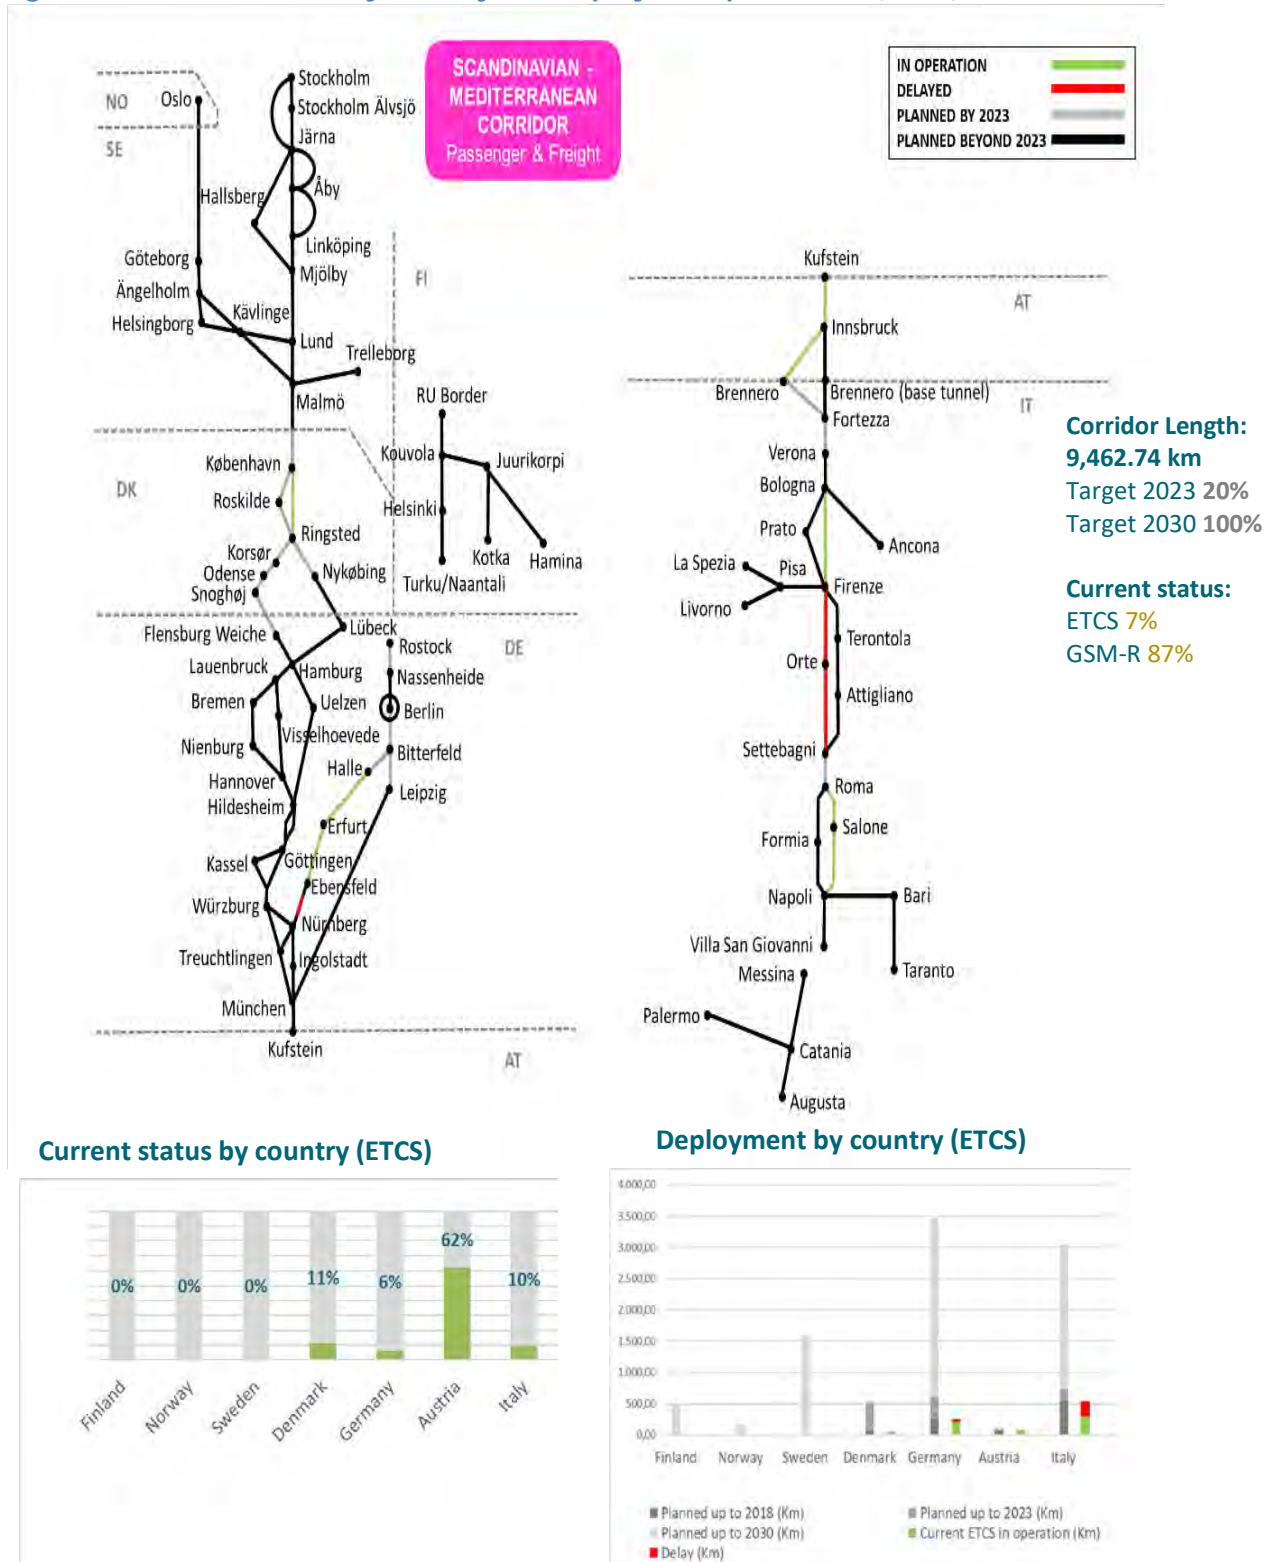 SCANDINAVIAN -
MEDITERRANEAN
CORRIDOR
Passenger & Freight
IN OPERATION
DELAYED
PLANNED BY 2023
PLANNED BEYOND 2023
NO
SE
FI
DK
DE
AT
Oslo
Stockholm
Stockholm Älvsjö
Järna
Åby
Hallsberg
Linköping
Mjölby
Göteborg
Ängelholm
Helsingborg
Kävlinge
Lund
Trelleborg
Malmö
RU Border
Kouvola
Juurikorpi
Helsinki
Kotka
Hamina
Turku/Naantali
København
Roskilde
Ringsted
Korsør
Odense
Snoghøj
Nykøbing
Flensburg Weiche
Lübeck
Rostock
Lauenbruck
Hamburg
Nassenheide
Bremen
Uelzen
Berlin
Visselhoevede
Nienburg
Bitterfeld
Halle
Hannover
Leipzig
Hildesheim
Erfurt
Kassel
Göttingen
Ebensfeld
Würzburg
Nürnberg
Treuchtlingen
Ingolstadt
München
Kufstein
Kufstein
AT
Innsbruck
Brennero
Brennero (base tunnel)
IT
Fortezza
Verona
Bologna
Prato
Ancona
La Spezia
Pisa
Firenze
Livorno
Terontola
Orte
Attigliano
Settebagni
Roma
Salone
Formia
Napoli
Bari
Villa San Giovanni
Taranto
Messina
Palermo
Catania
Augusta
Corridor Length:
9,462.74 km
Target 2023 20%
Target 2030 100%
Current status:
ETCS 7%
GSM-R 87%
Current status by country (ETCS)
0%
0%
0%
11%
6%
62%
10%
Finland
Norway
Sweden
Denmark
Germany
Austria
Italy
Deployment by country (ETCS)
4.000,00
3.500,00
3.000,00
2.500,00
2.000,00
1.500,00
1.000,00
500,00
0,00
Finland
Norway
Sweden
Denmark
Germany
Austria
Italy
Planned up to 2018 (Km)
Planned up to 2023 (Km)
Planned up to 2030 (Km)
Current ETCS in operation (Km)
Delay (Km)